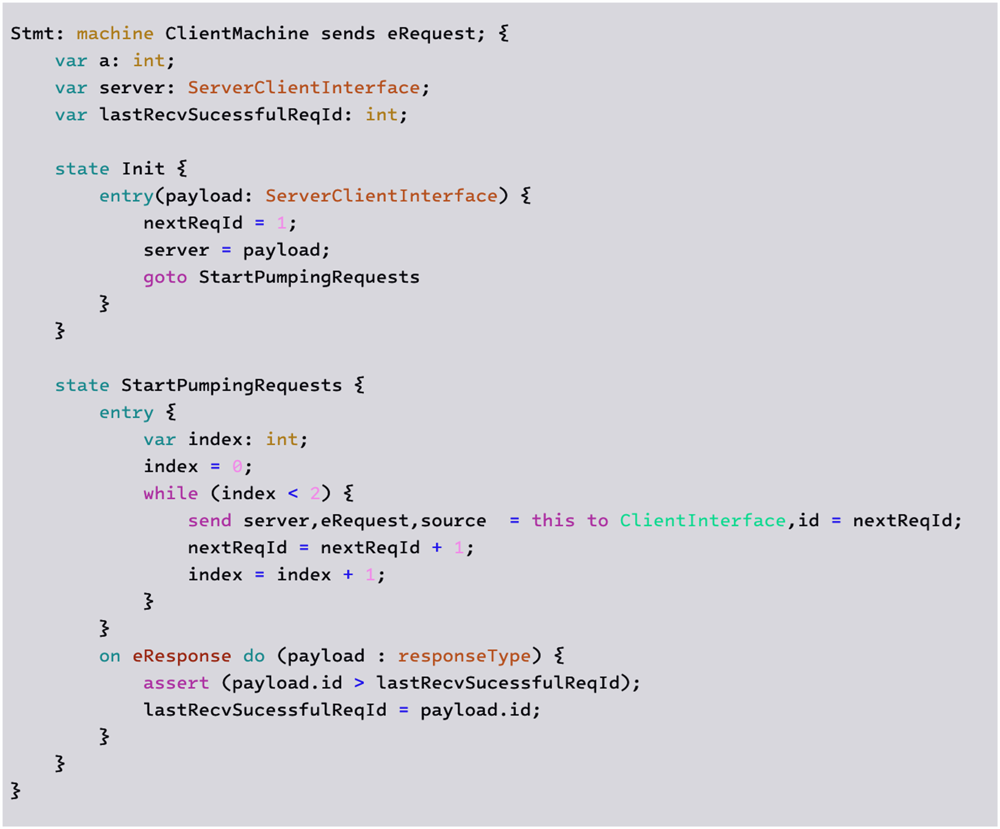 Stmt: machine ClientMachine sends eRequest; {
    var a: int;
    var server: ServerClientInterface;
    var lastRecvSucessfulReqId: int;

    state Init {
        entry(payload: ServerClientInterface) {
            nextReqId = 1;
            server = payload;
            goto StartPumpingRequests
        }
    }

    state StartPumpingRequests {
        entry {
            var index: int;
            index = 0;
            while (index < 2) {
                send server,eRequest,source  = this to ClientInterface,id = nextReqId;
                nextReqId = nextReqId + 1;
                index = index + 1;
            }
        }
        on eResponse do (payload : responseType) {
            assert (payload.id > lastRecvSucessfulReqId);
            lastRecvSucessfulReqId = payload.id;
        }
    }
}